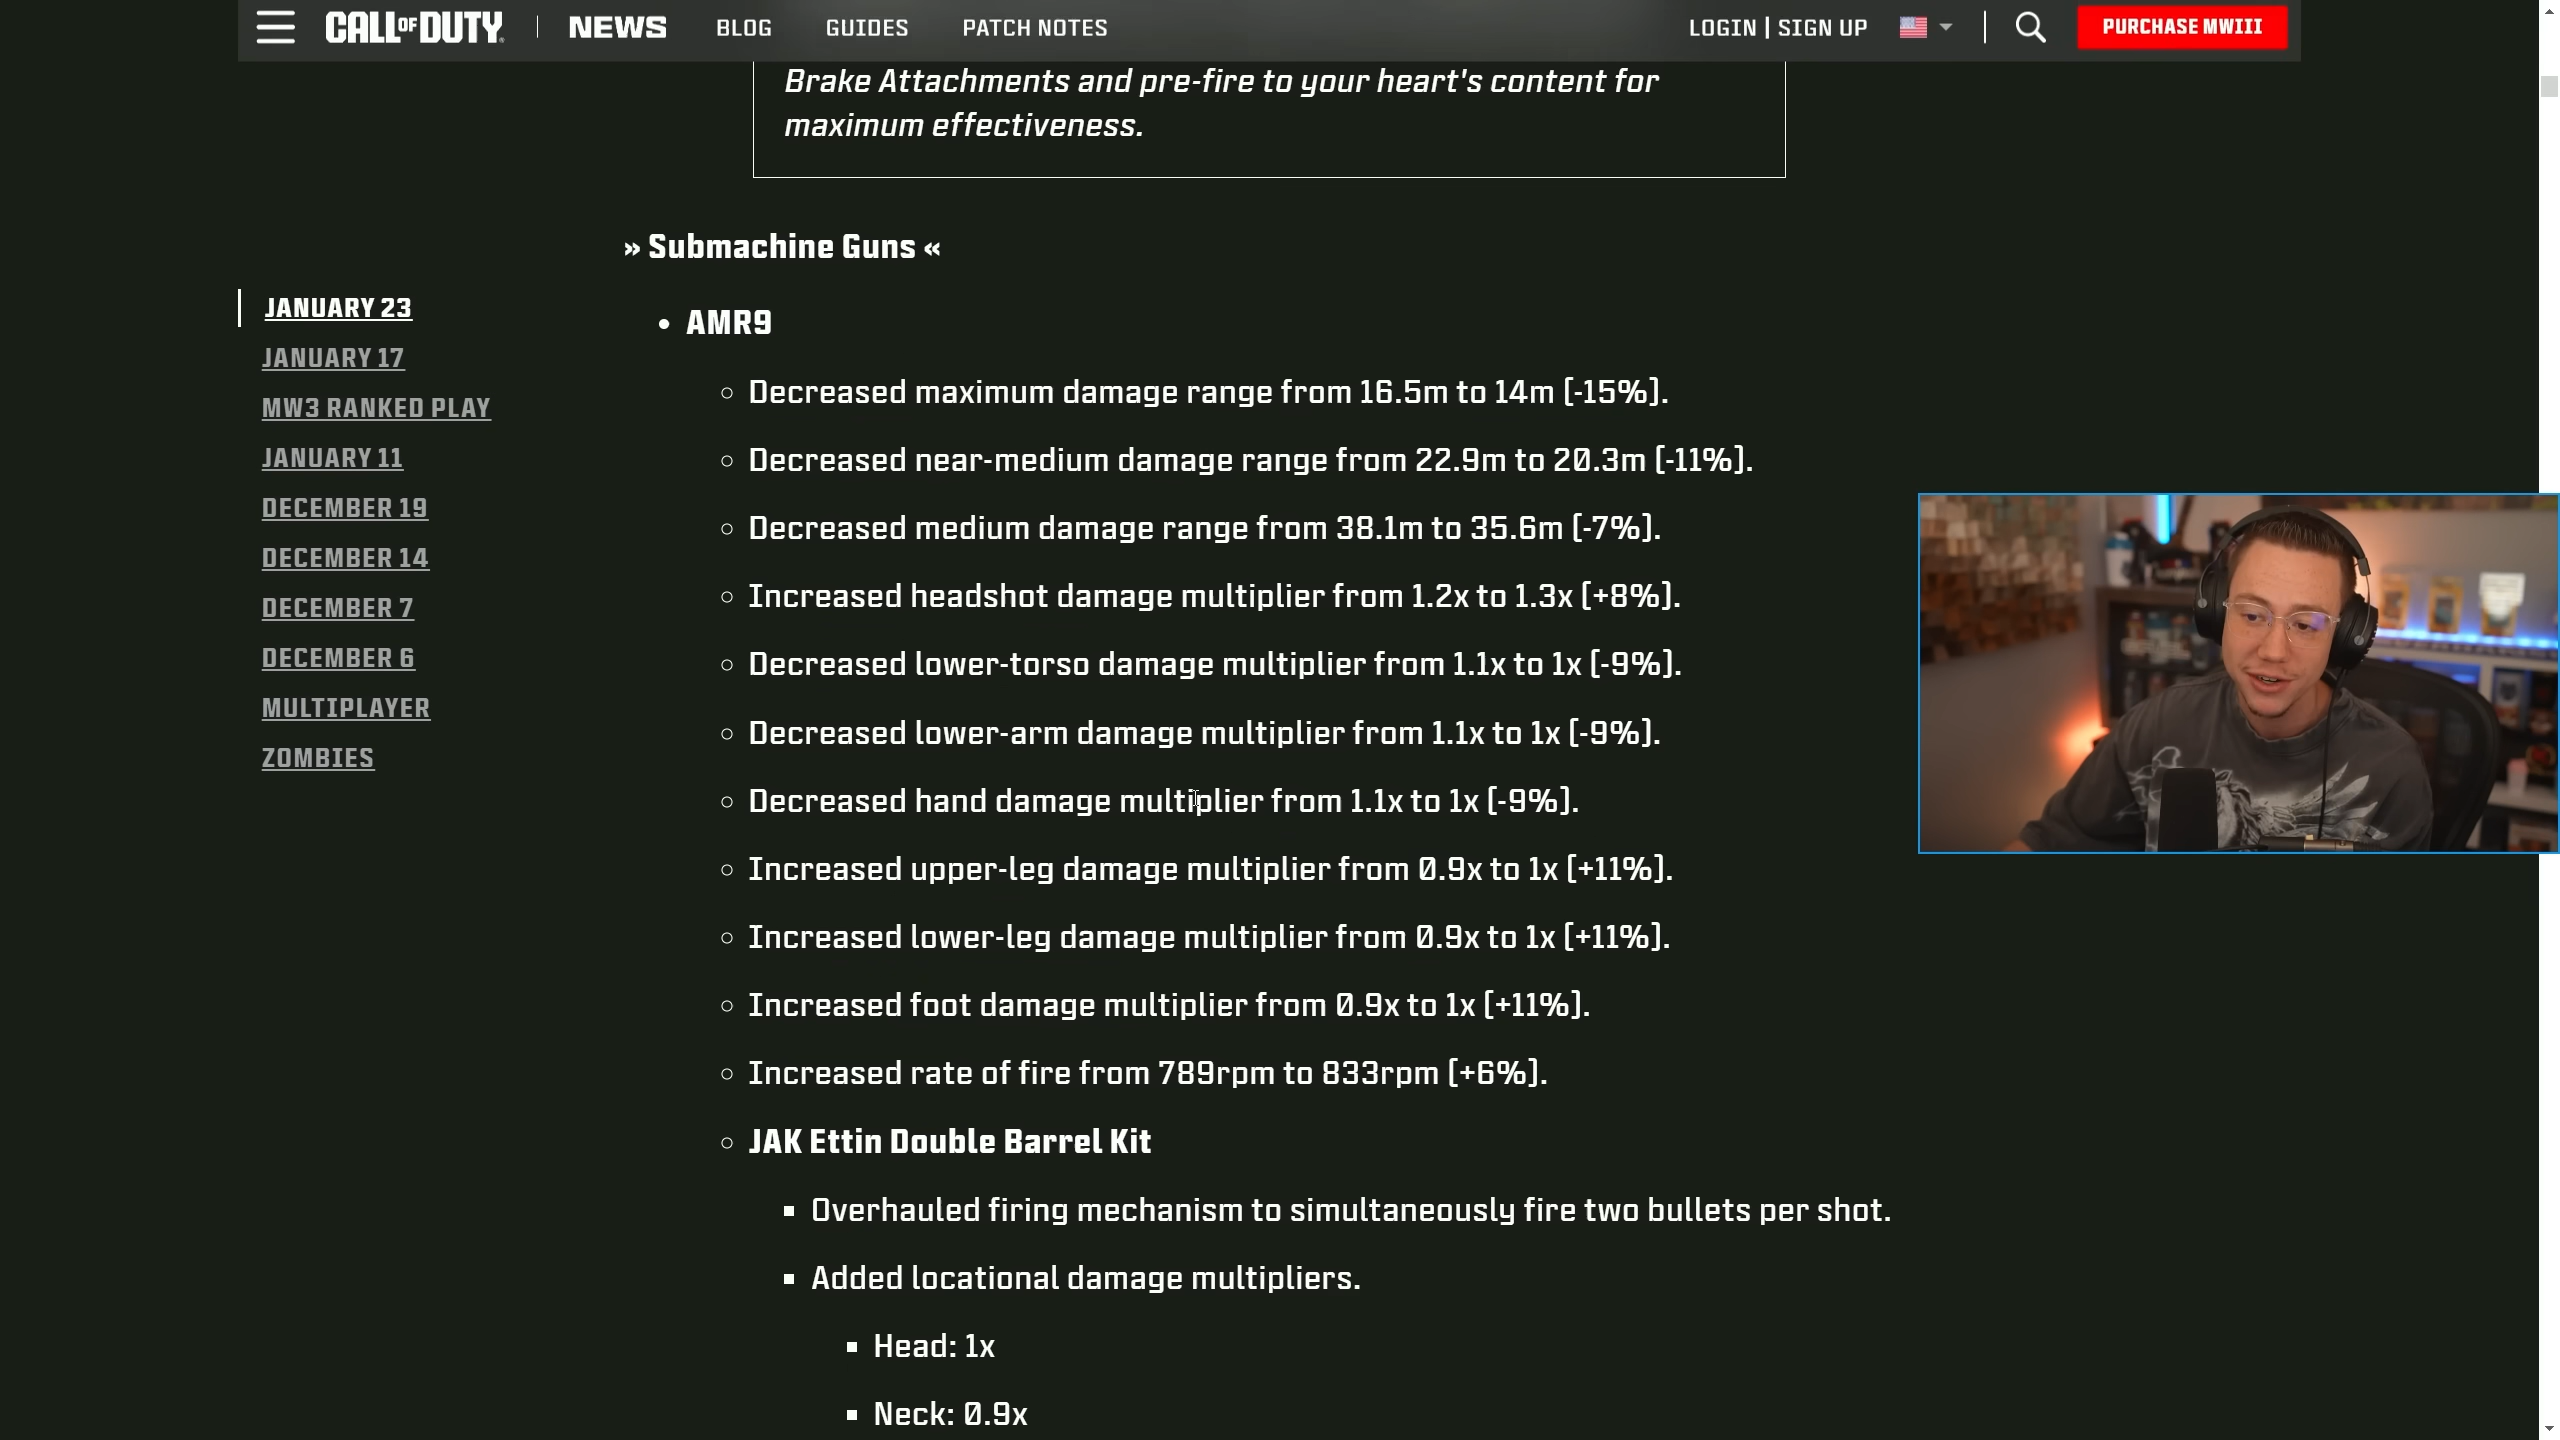 CALL OF DUTY NEWS BLOG GUIDES PATCH NOTES LOGIN | SIGN UP PURCHASE MWIII
Brake Attachments and pre-fire to your heart's content for
maximum effectiveness.
» Submachine Guns «
JANUARY 23
JANUARY 17
MW3 RANKED PLAY
JANUARY 11
DECEMBER 19
DECEMBER 14
DECEMBER 7
DECEMBER 6
MULTIPLAYER
ZOMBIES
• AMR9
Decreased maximum damage range from 16.5m to 14m [-15%].
Decreased near-medium damage range from 22.9m to 20.3m [-11%].
Decreased medium damage range from 38.1m to 35.6m [-7%].
Increased headshot damage multiplier from 1.2x to 1.3x [+8%].
Decreased lower-torso damage multiplier from 1.1x to 1x [-9%].
Decreased lower-arm damage multiplier from 1.1x to 1x [-9%].
Decreased hand damage multiplier from 1.1x to 1x [-9%].
Increased upper-leg damage multiplier from 0.9x to 1x [+11%].
Increased lower-leg damage multiplier from 0.9x to 1x [+11%].
Increased foot damage multiplier from 0.9x to 1x [+11%].
Increased rate of fire from 789rpm to 833rpm [+6%].
JAK Ettin Double Barrel Kit
Overhauled firing mechanism to simultaneously fire two bullets per shot.
Added locational damage multipliers.
Head: 1x
Neck: 0.9x